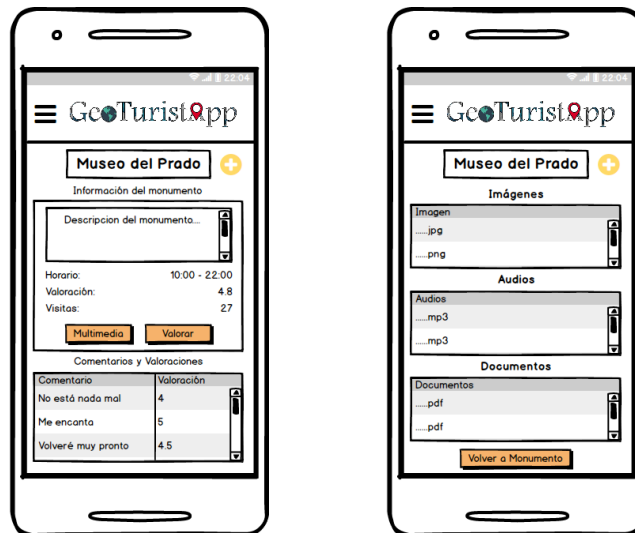 22:04
GeoTuristApp
Museo del Prado
Información del monumento
Descripcion del monumento...
Horario: 10:00 - 22:00
Valoración: 4.8
Visitas: 27
Multimedia Valorar
Comentarios y Valoraciones
Comentario Valoración
No está nada mal 4
Me encanta 5
Volveré muy pronto 4.5
22:04
GeoTuristApp
Museo del Prado
Imágenes
Imagen
......jpg
......png
Audios
Audios
......mp3
......mp3
Documentos
Documentos
......pdf
......pdf
Volver a Monumento